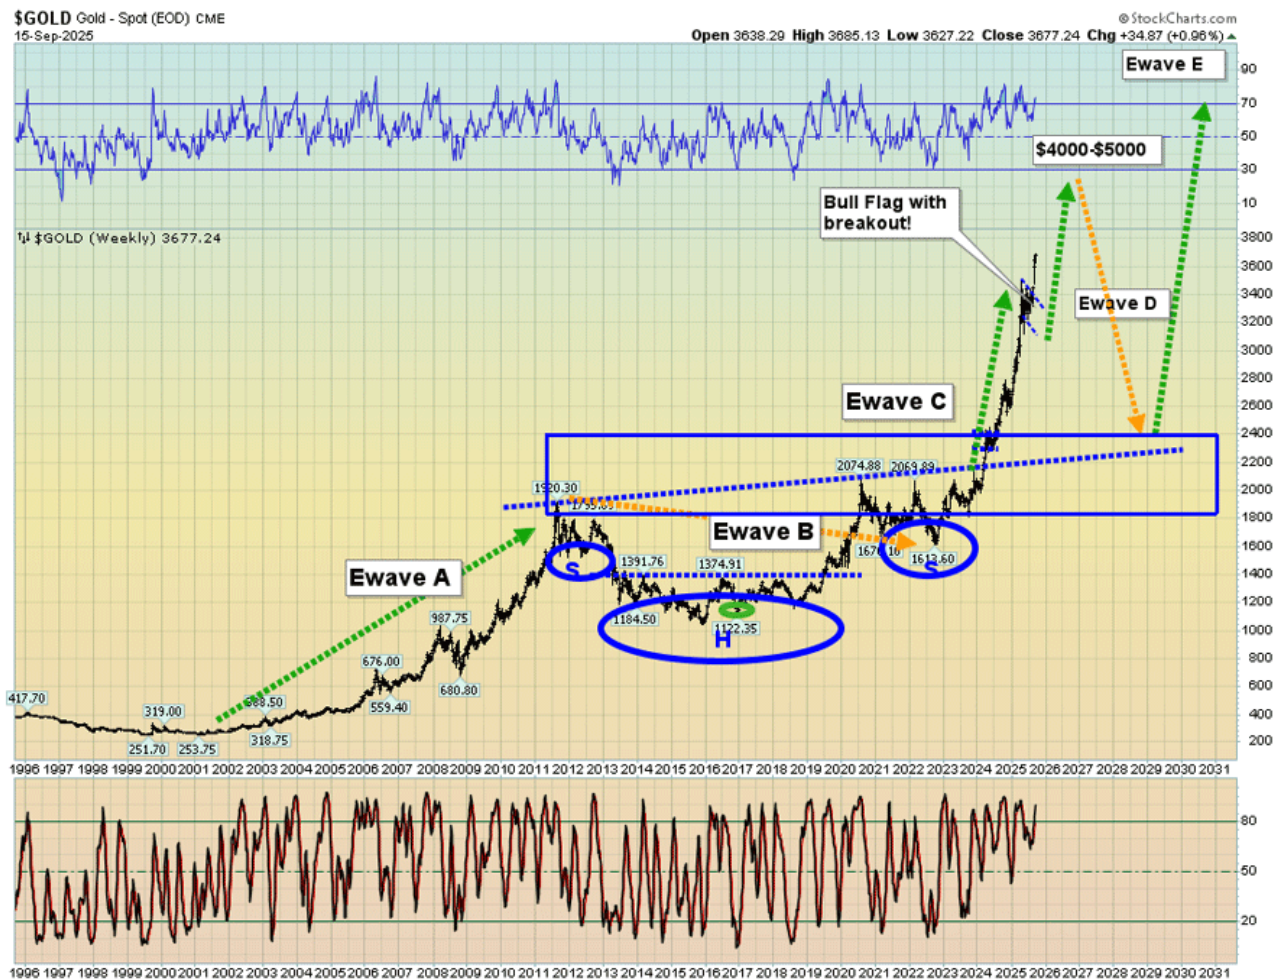 $GOLD Gold - Spot (EOD) CME
© StockCharts.com
15-Sep-2025
Open 3638.29 High 3685.13 Low 3627.22 Close 3677.24 Chg +34.87 (+0.96%)
Ewave E
90
70
50
30
10
$4000-$5000
Bull Flag with
breakout!
$GOLD (Weekly) 3677.24
3800
3600
3400
3200
3000
2800
2600
2400
2200
2000
1800
1600
1400
1200
1000
800
600
400
200
Ewave D
Ewave C
2074.88
2069.89
1920.30
Ewave B
1613.60
S
S
Ewave A
1391.76
1374.91
1184.50
1122.35
H
987.75
676.00
680.80
559.40
417.70
319.00
318.75
251.70
253.75
1996 1997 1998 1999 2000 2001 2002 2003 2004 2005 2006 2007 2008 2009 2010 2011 2012 2013 2014 2015 2016 2017 2018 2019 2020 2021 2022 2023 2024 2025 2026 2027 2028 2029 2030 2031
80
50
20
1996 1997 1998 1999 2000 2001 2002 2003 2004 2005 2006 2007 2008 2009 2010 2011 2012 2013 2014 2015 2016 2017 2018 2019 2020 2021 2022 2023 2024 2025 2026 2027 2028 2029 2030 2031